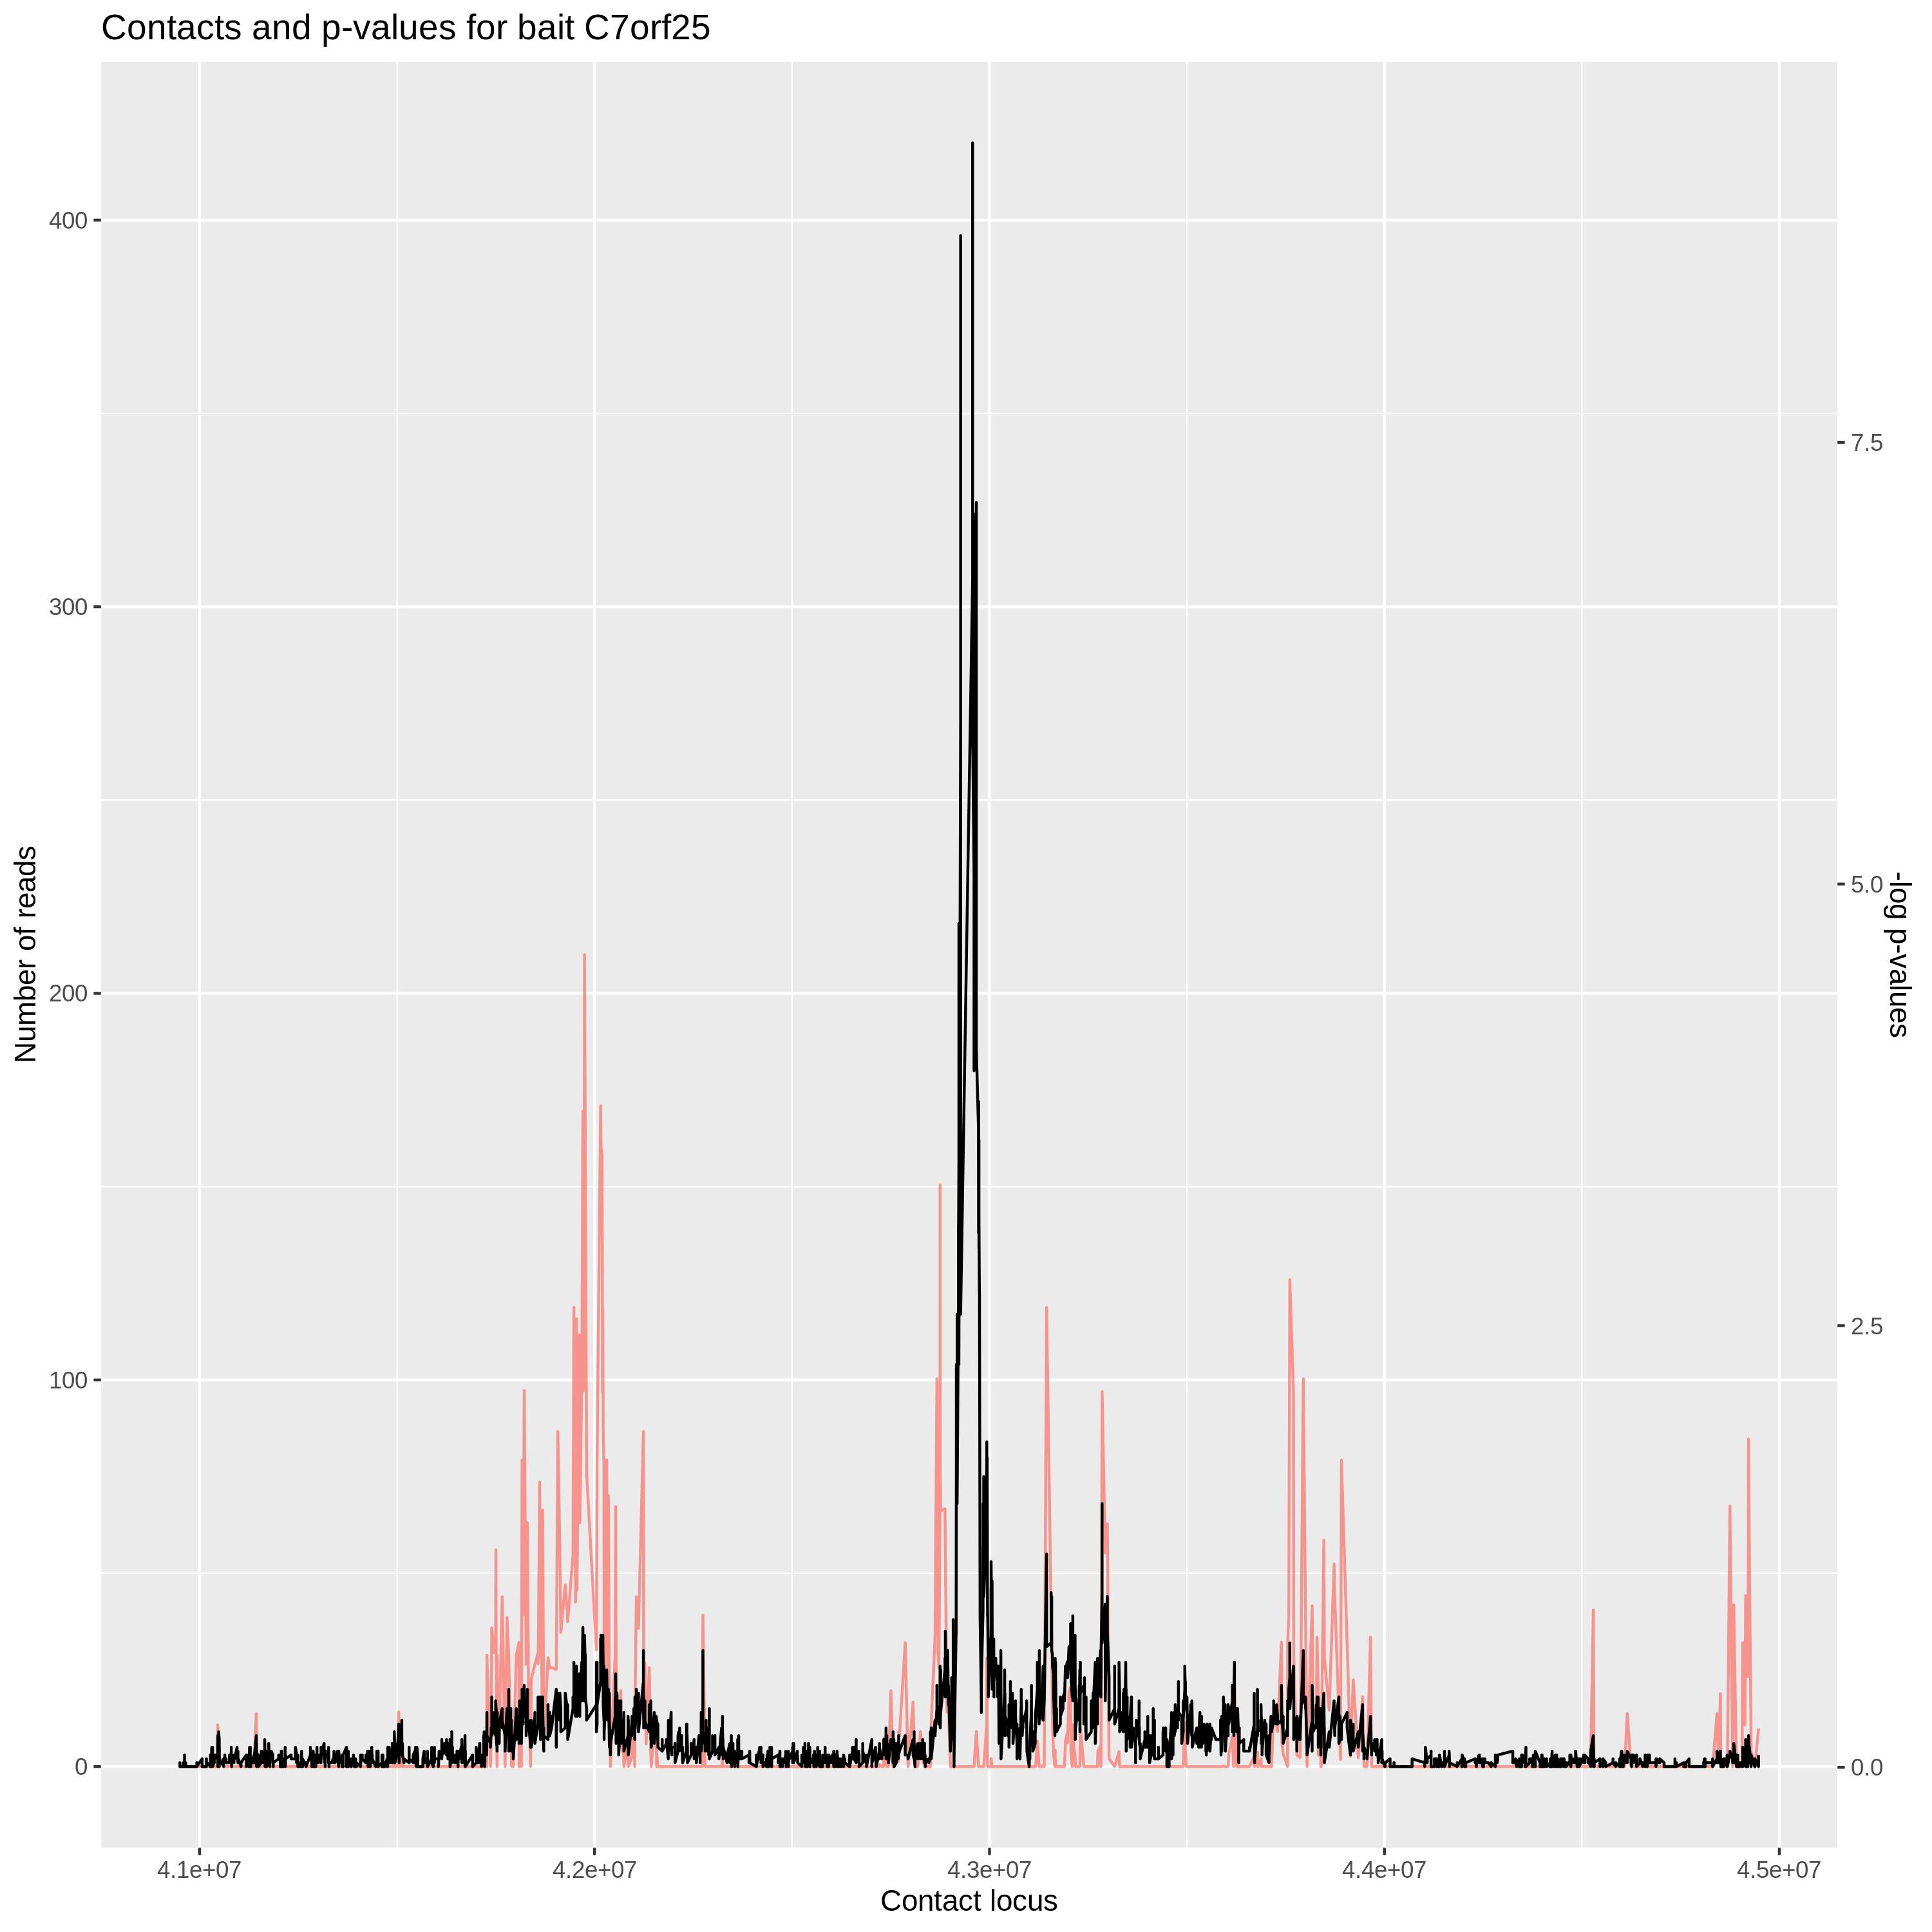 Contacts and p-values for bait C7orf25
400
300
200
100
0
Number of reads
7.5
5.0
2.5
0.0
-log p-values
4.1e+07
4.2e+07
4.3e+07
4.4e+07
4.5e+07
Contact locus